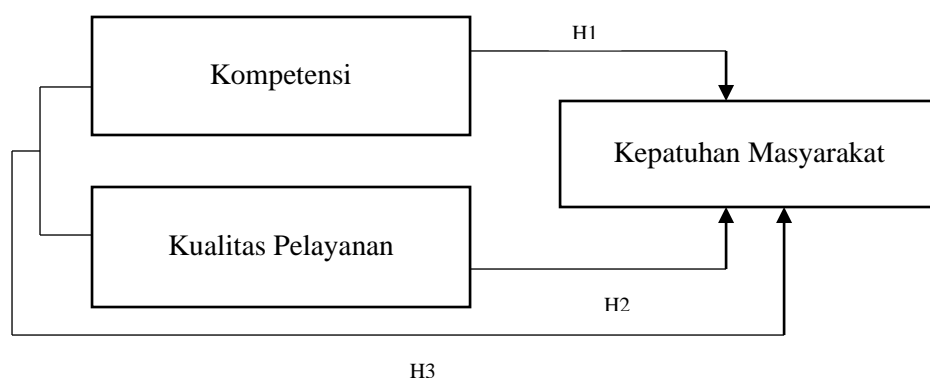 H1
Kompetensi
Kepatuhan Masyarakat
Kualitas Pelayanan
H2
H3